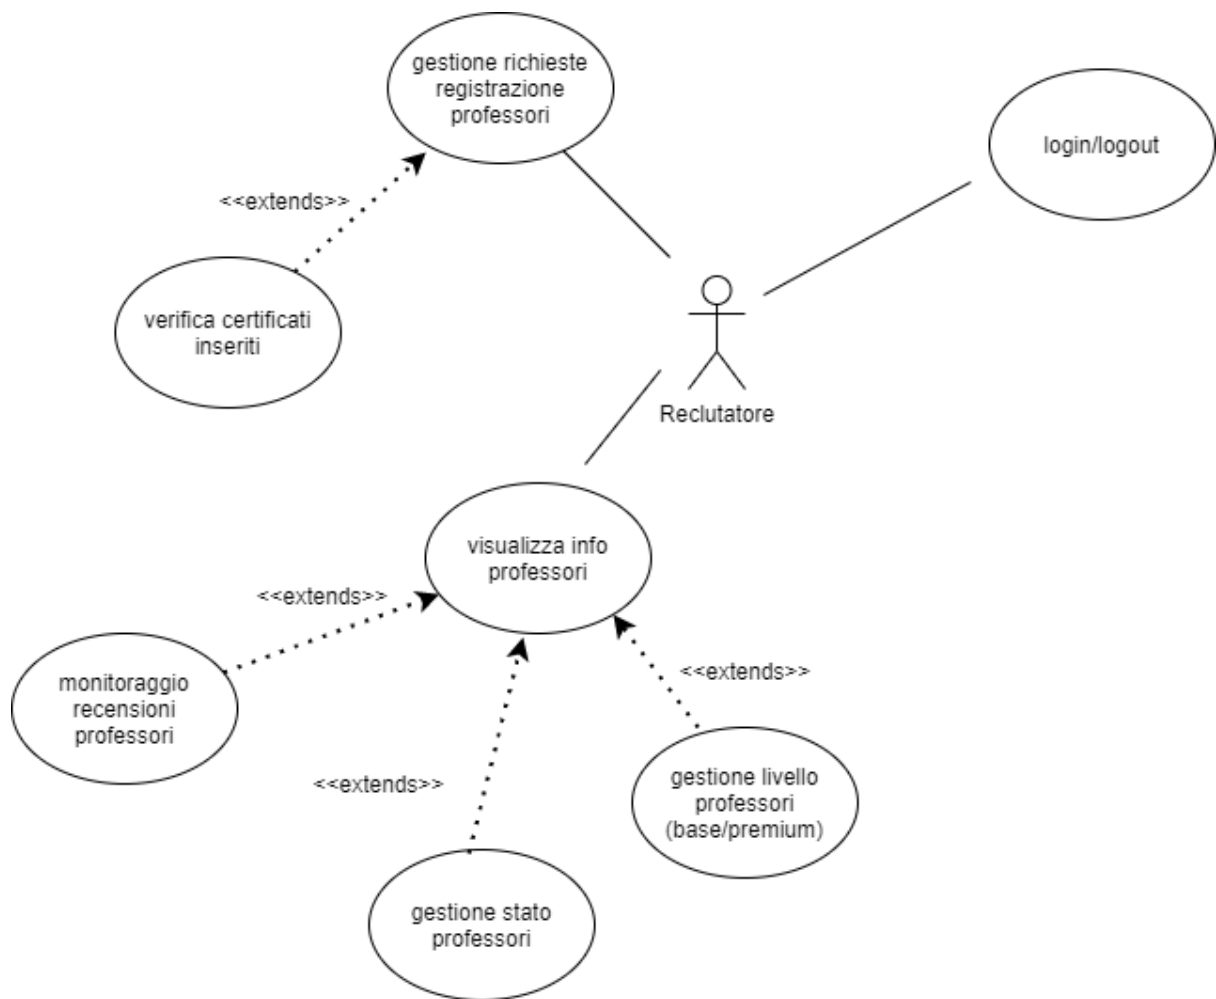 gestione richieste
registrazione
professori
login/logout
<<extends>>
verifica certificati
inseriti
Reclutatore
visualizza info
professori
<<extends>>
<<extends>>
monitoraggio
recensioni
professori
<<extends>>
gestione livello
professori
(base/premium)
gestione stato
professori